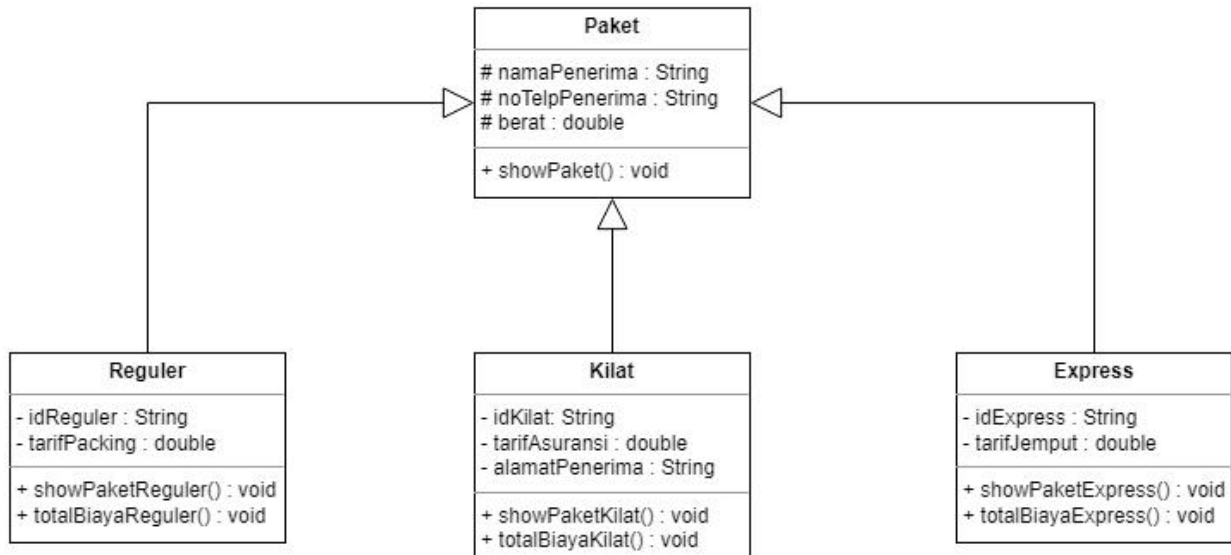 Paket
# namaPenerima : String
# noTelpPenerima : String
# berat : double
+ showPaket() : void
Reguler
- idReguler : String
- tarifPacking : double
+ showPaketReguler() : void
+ totalBiayaReguler() : void
Kilat
- idKilat: String
- tarifAsuransi : double
- alamatPenerima : String
+ showPaketKilat() : void
+ totalBiayaKilat() : void
Express
- idExpress : String
- tarifJemput : double
+ showPaketExpress() : void
+ totalBiayaExpress() : void